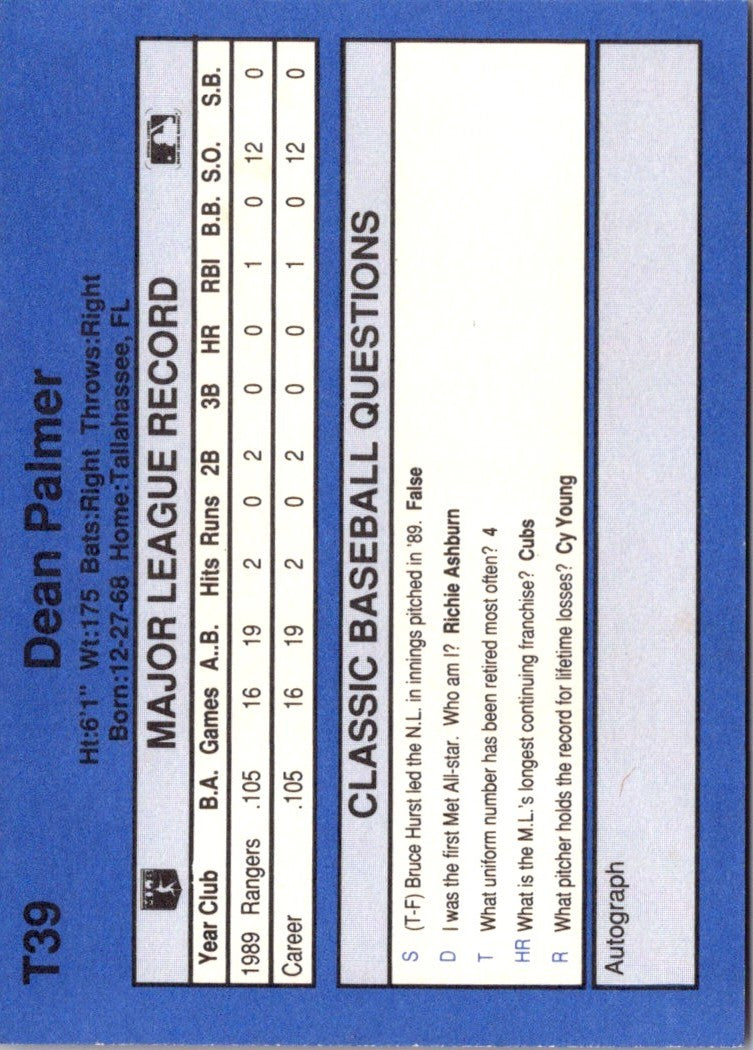 T39
Dean Palmer
Ht:6'1" Wt:175 Bats:Right Throws:Right
Born:12-27-68 Home:Tallahassee, FL
MAJOR LEAGUE RECORD
Year Club B.A. Games A..B. Hits Runs 2B 3B HR RBI B.B. S.O. S.B.
1989 Rangers .105 16 19 2 0 2 0 0 1 0 12 0
Career .105 16 19 2 0 2 0 0 1 0 12 0
CLASSIC BASEBALL QUESTIONS
S (T-F) Bruce Hurst led the N.L. in innings pitched in '89. False
D I was the first Met All-star. Who am I? Richie Ashburn
T What uniform number has been retired most often? 4
HR What is the M.L.'s longest continuing franchise? Cubs
R What pitcher holds the record for lifetime losses? Cy Young
Autograph